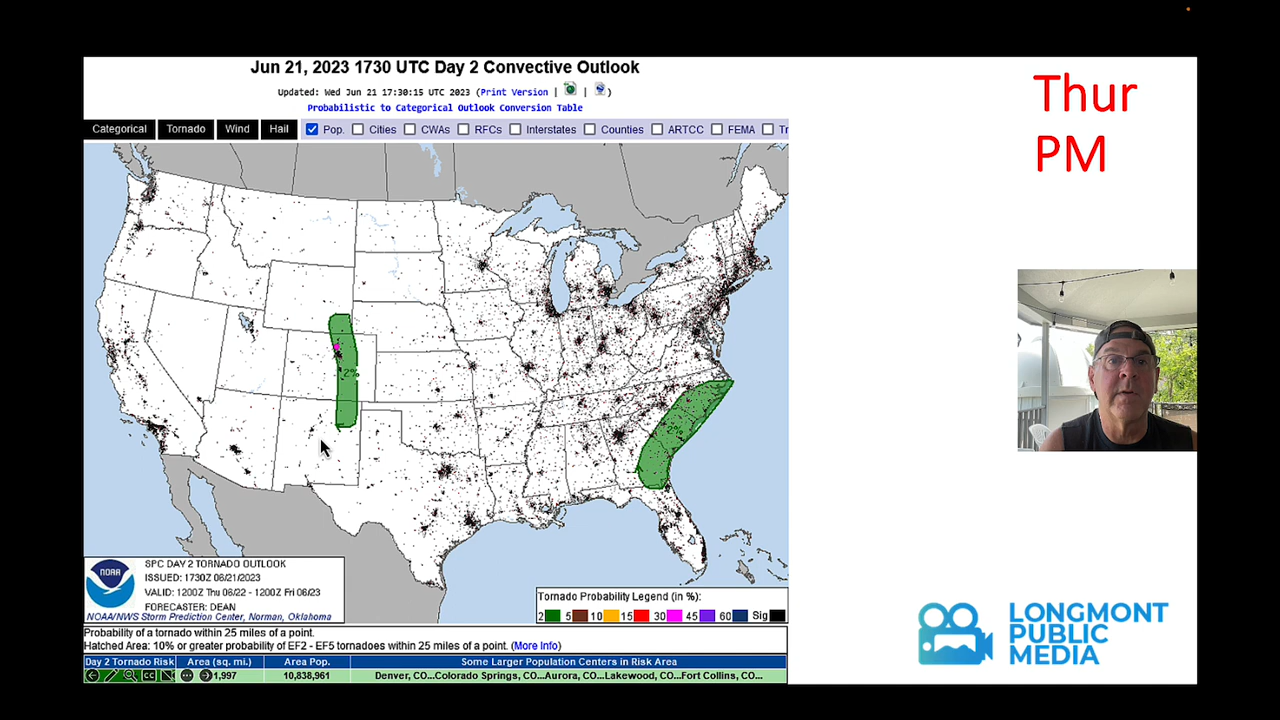 Jun 21, 2023 1730 UTC Day 2 Convective Outlook
Updated: Wed Jun 21 17:30:15 UTC 2023 (Print Version | | )
Probabilistic to Categorical Outlook Conversion Table
Categorical Tornado Wind Hail Pop. Cities CWAs RFCs Interstates Counties ARTCC FEMA Tr
Thur
PM
2%
2%
NOAA
SPC DAY 2 TORNADO OUTLOOK
ISSUED: 1730Z 06/21/2023
VALID: 1200Z Thu 06/22 - 1200Z Fri 06/23
FORECASTER: DEAN
NOAA/NWS Storm Prediction Center, Norman, Oklahoma
Tornado Probability Legend (in %):
2 5 10 15 30 45 60 Sig
Probability of a tornado within 25 miles of a point.
Hatched Area: 10% or greater probability of EF2 - EF5 tornadoes within 25 miles of a point. (More Info)
Day 2 Tornado Risk Area (sq. mi.) Area Pop. Some Larger Population Centers in Risk Area
1,997 10,838,961 Denver, CO...Colorado Springs, CO...Aurora, CO...Lakewood, CO...Fort Collins, CO...
LONGMONT
PUBLIC
MEDIA